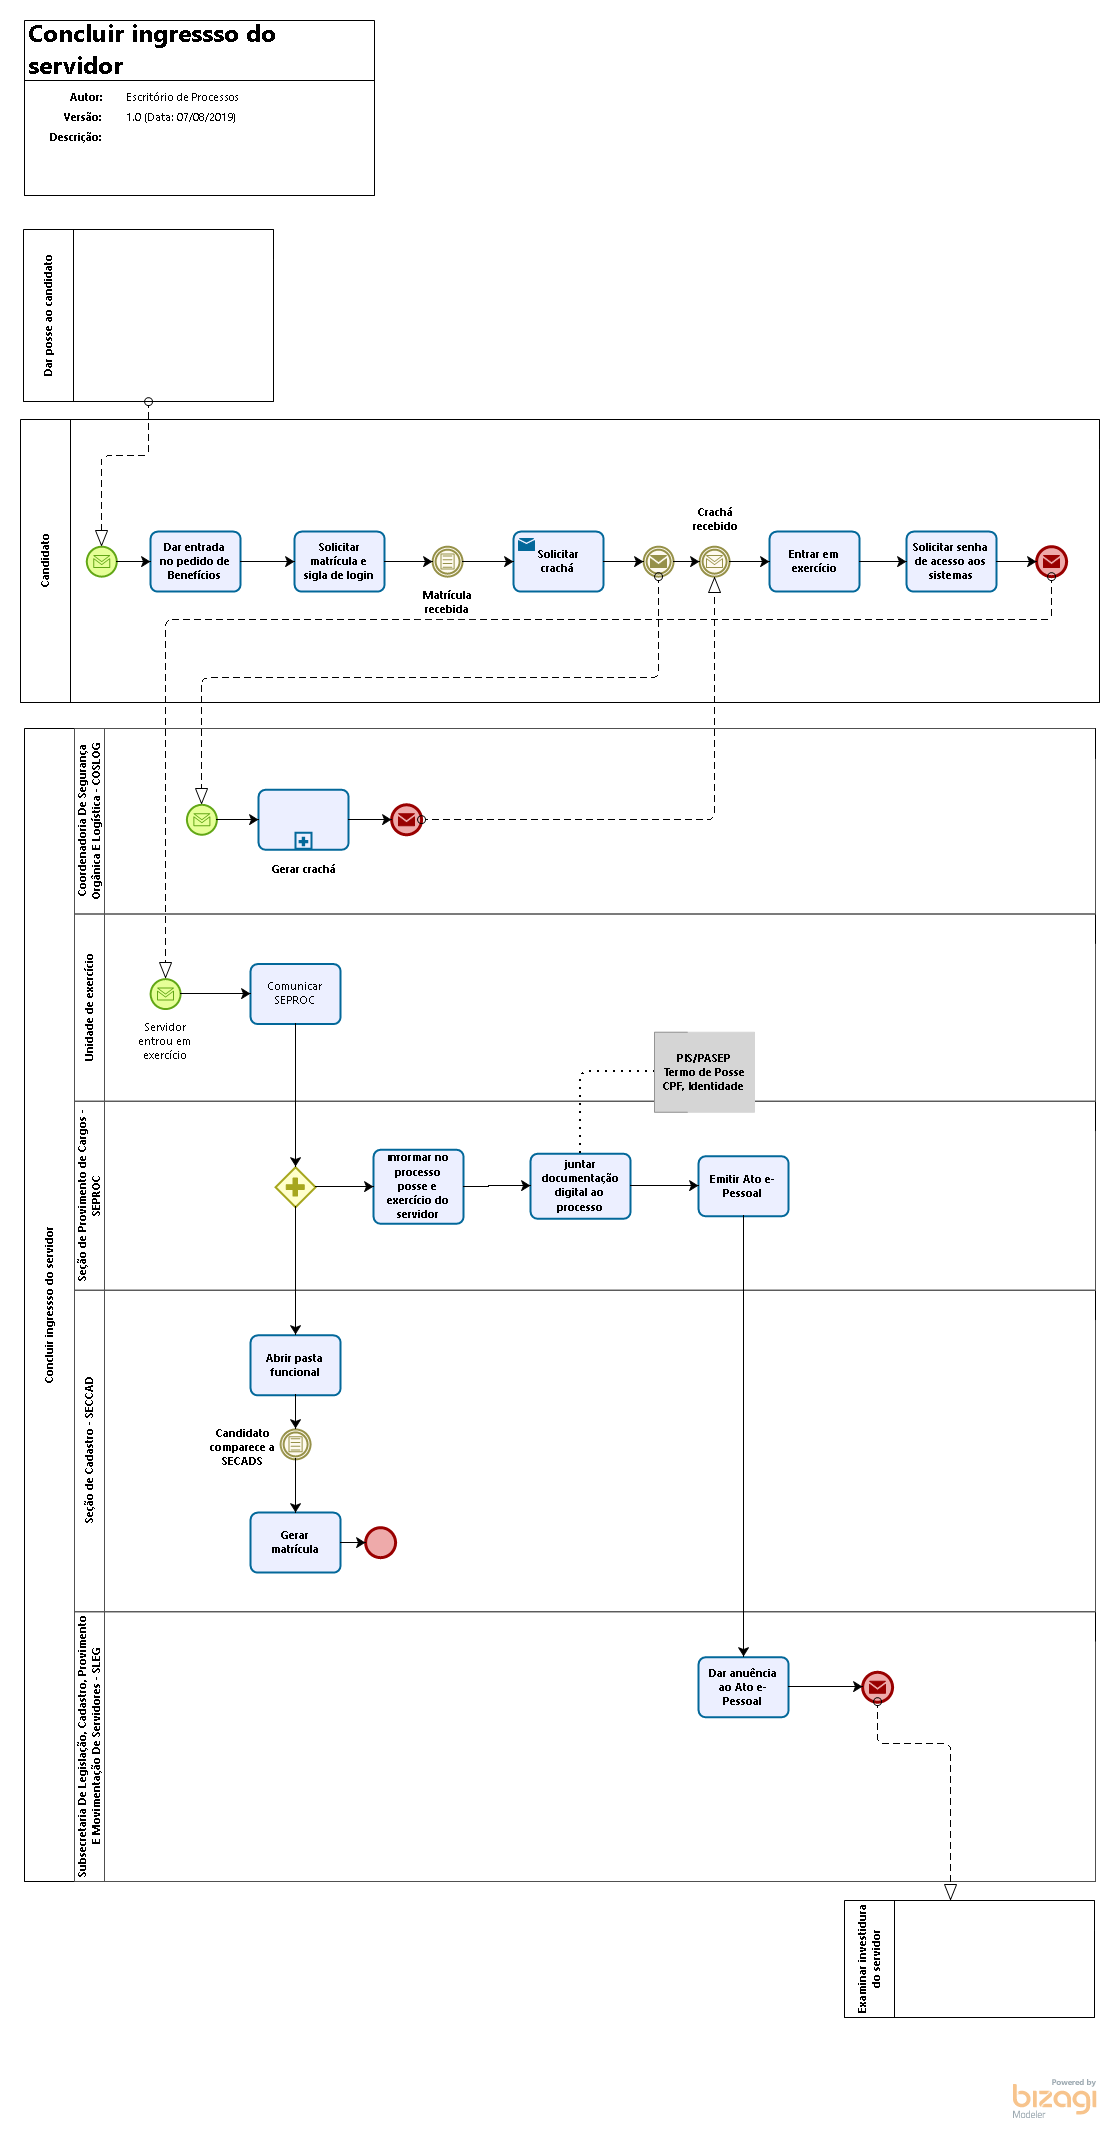 Concluir ingressso do
servidor
Autor: Escritório de Processos
Versão: 1.0 (Data: 07/08/2019)
Descrição:
Dar posse ao candidato
Candidato
Dar entrada
no pedido de
Benefícios
Solicitar
matrícula e
sigla de login
Matrícula
recebida
Solicitar
crachá
Crachá
recebido
Entrar em
exercício
Solicitar senha
de acesso aos
sistemas
Concluir ingressso do servidor
Coordenadoria De Segurança
Orgânica E Logística - COSLOG
Gerar crachá
Unidade de exercício
Servidor
entrou em
exercício
Comunicar
SEPROC
PIS/PASEP
Termo de Posse
CPF, Identidade
Seção de Provimento de Cargos -
SEPROC
Informar no
processo
posse e
exercício do
servidor
juntar
documentação
digital ao
processo
Emitir Ato e-
Pessoal
Seção de Cadastro - SECCAD
Abrir pasta
funcional
Candidato
comparece a
SECADS
Gerar
matrícula
Subsecretaria De Legislação, Cadastro, Provimento
E Movimentação De Servidores - SLEG
Dar anuência
ao Ato e-
Pessoal
Examinar investidura
do servidor
Powered by
bizagi
Modeler